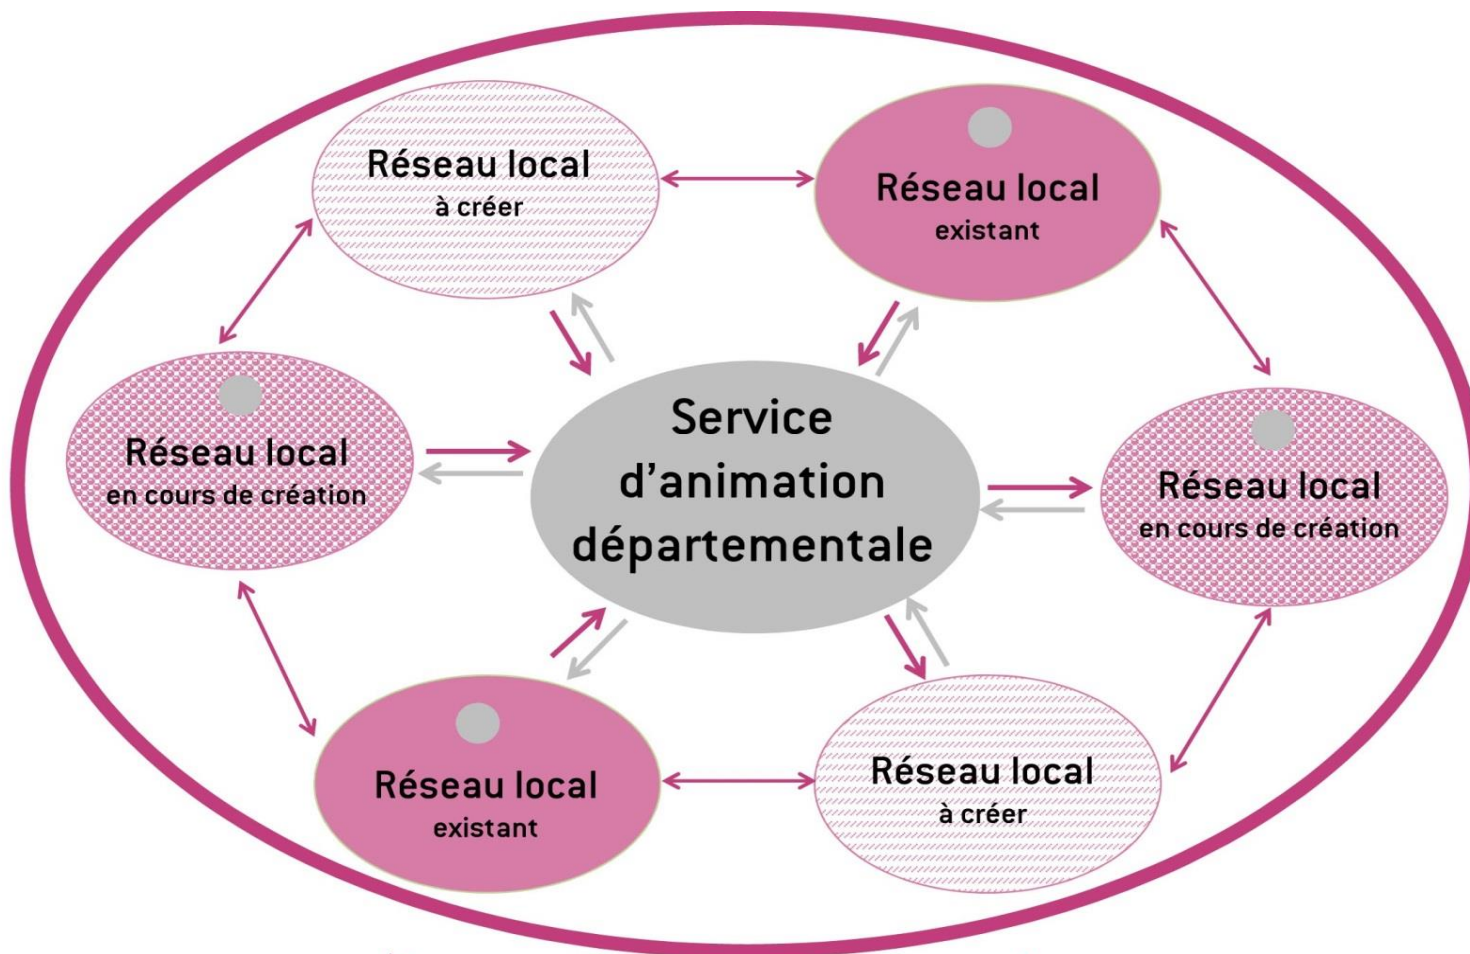 Réseau local
à créer
Réseau local
existant
Réseau local
en cours de création
Service
d'animation
départementale
Réseau local
en cours de création
Réseau local
existant
Réseau local
à créer